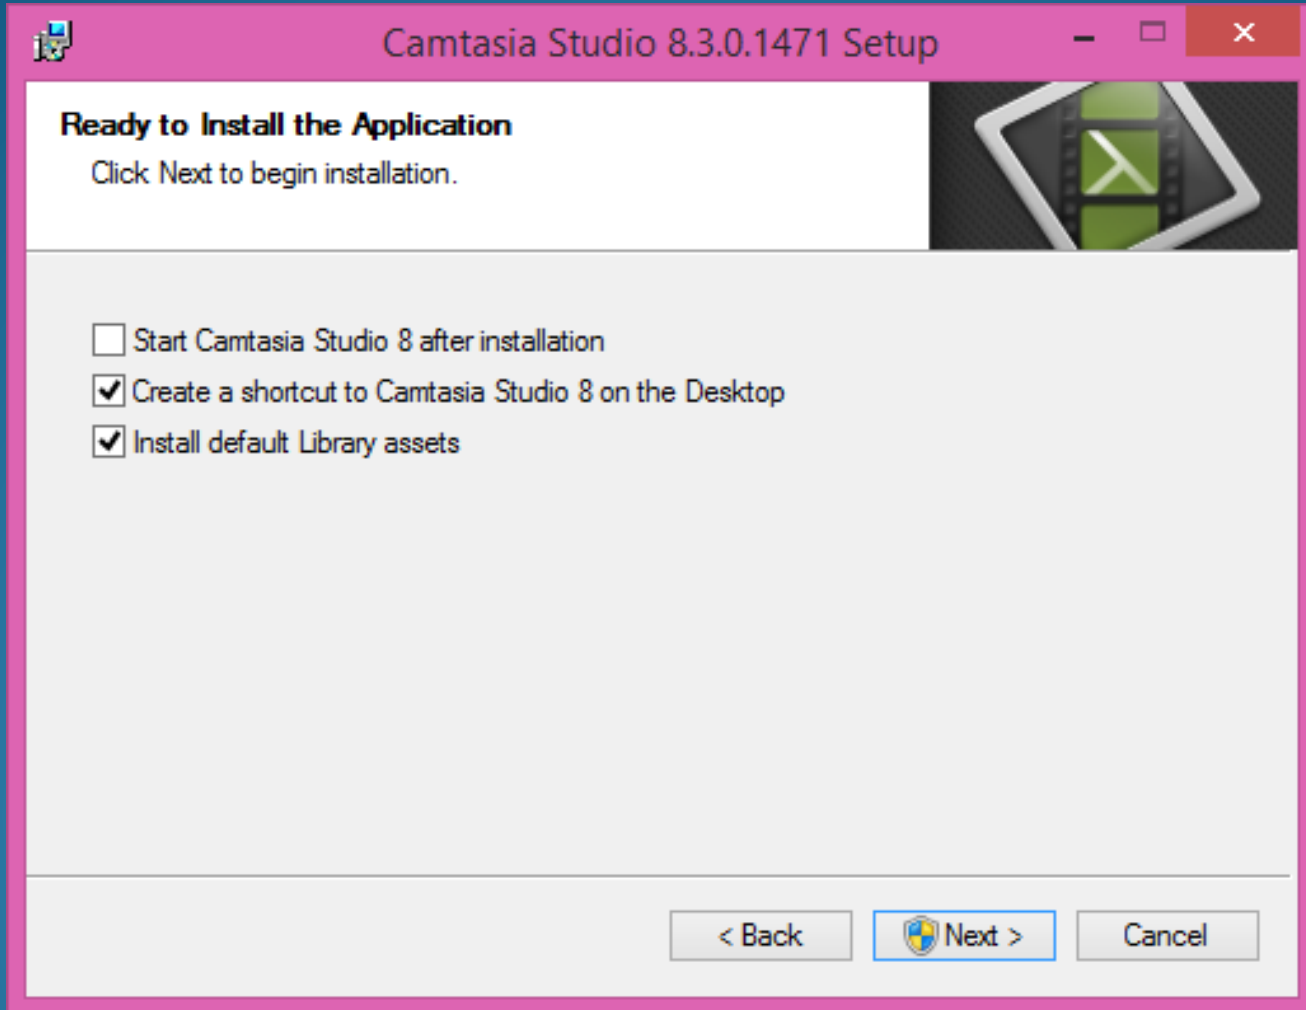 Camtasia Studio 8.3.0.1471 Setup
Ready to Install the Application
Click Next to begin installation.
Start Camtasia Studio 8 after installation
Create a shortcut to Camtasia Studio 8 on the Desktop
Install default Library assets
< Back Next > Cancel